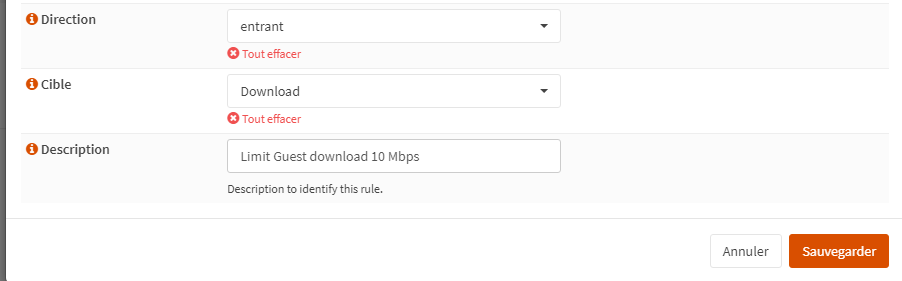 Direction
entrant
Tout effacer
Cible
Download
Tout effacer
Description
Limit Guest download 10 Mbps
Description to identify this rule.
Annuler
Sauvegarder